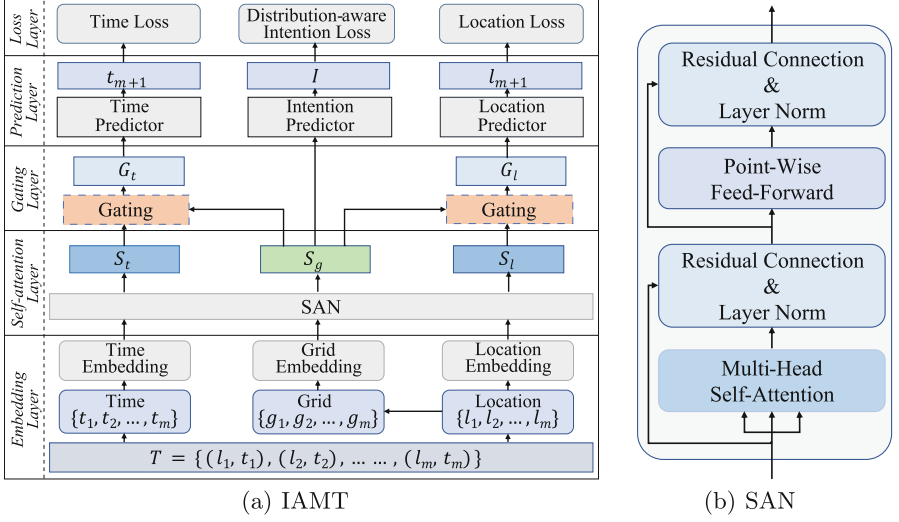 Loss Layer
Time Loss
Distribution-aware
Intention Loss
Location Loss
Prediction Layer
t_{m+1}
I
l_{m+1}
Time
Predictor
Intention
Predictor
Location
Predictor
Gating Layer
G_t
G_l
Gating
Gating
Self-attention Layer
S_t
S_g
S_l
SAN
Embedding Layer
Time
Embedding
Grid
Embedding
Location
Embedding
Time
{t_1, t_2, ..., t_m}
Grid
{g_1, g_2, ..., g_m}
Location
{l_1, l_2, ..., l_m}
T = {(l_1, t_1), (l_2, t_2), ... ..., (l_m, t_m)}
(a) IAMT
Residual Connection
&
Layer Norm
Point-Wise
Feed-Forward
Residual Connection
&
Layer Norm
Multi-Head
Self-Attention
(b) SAN